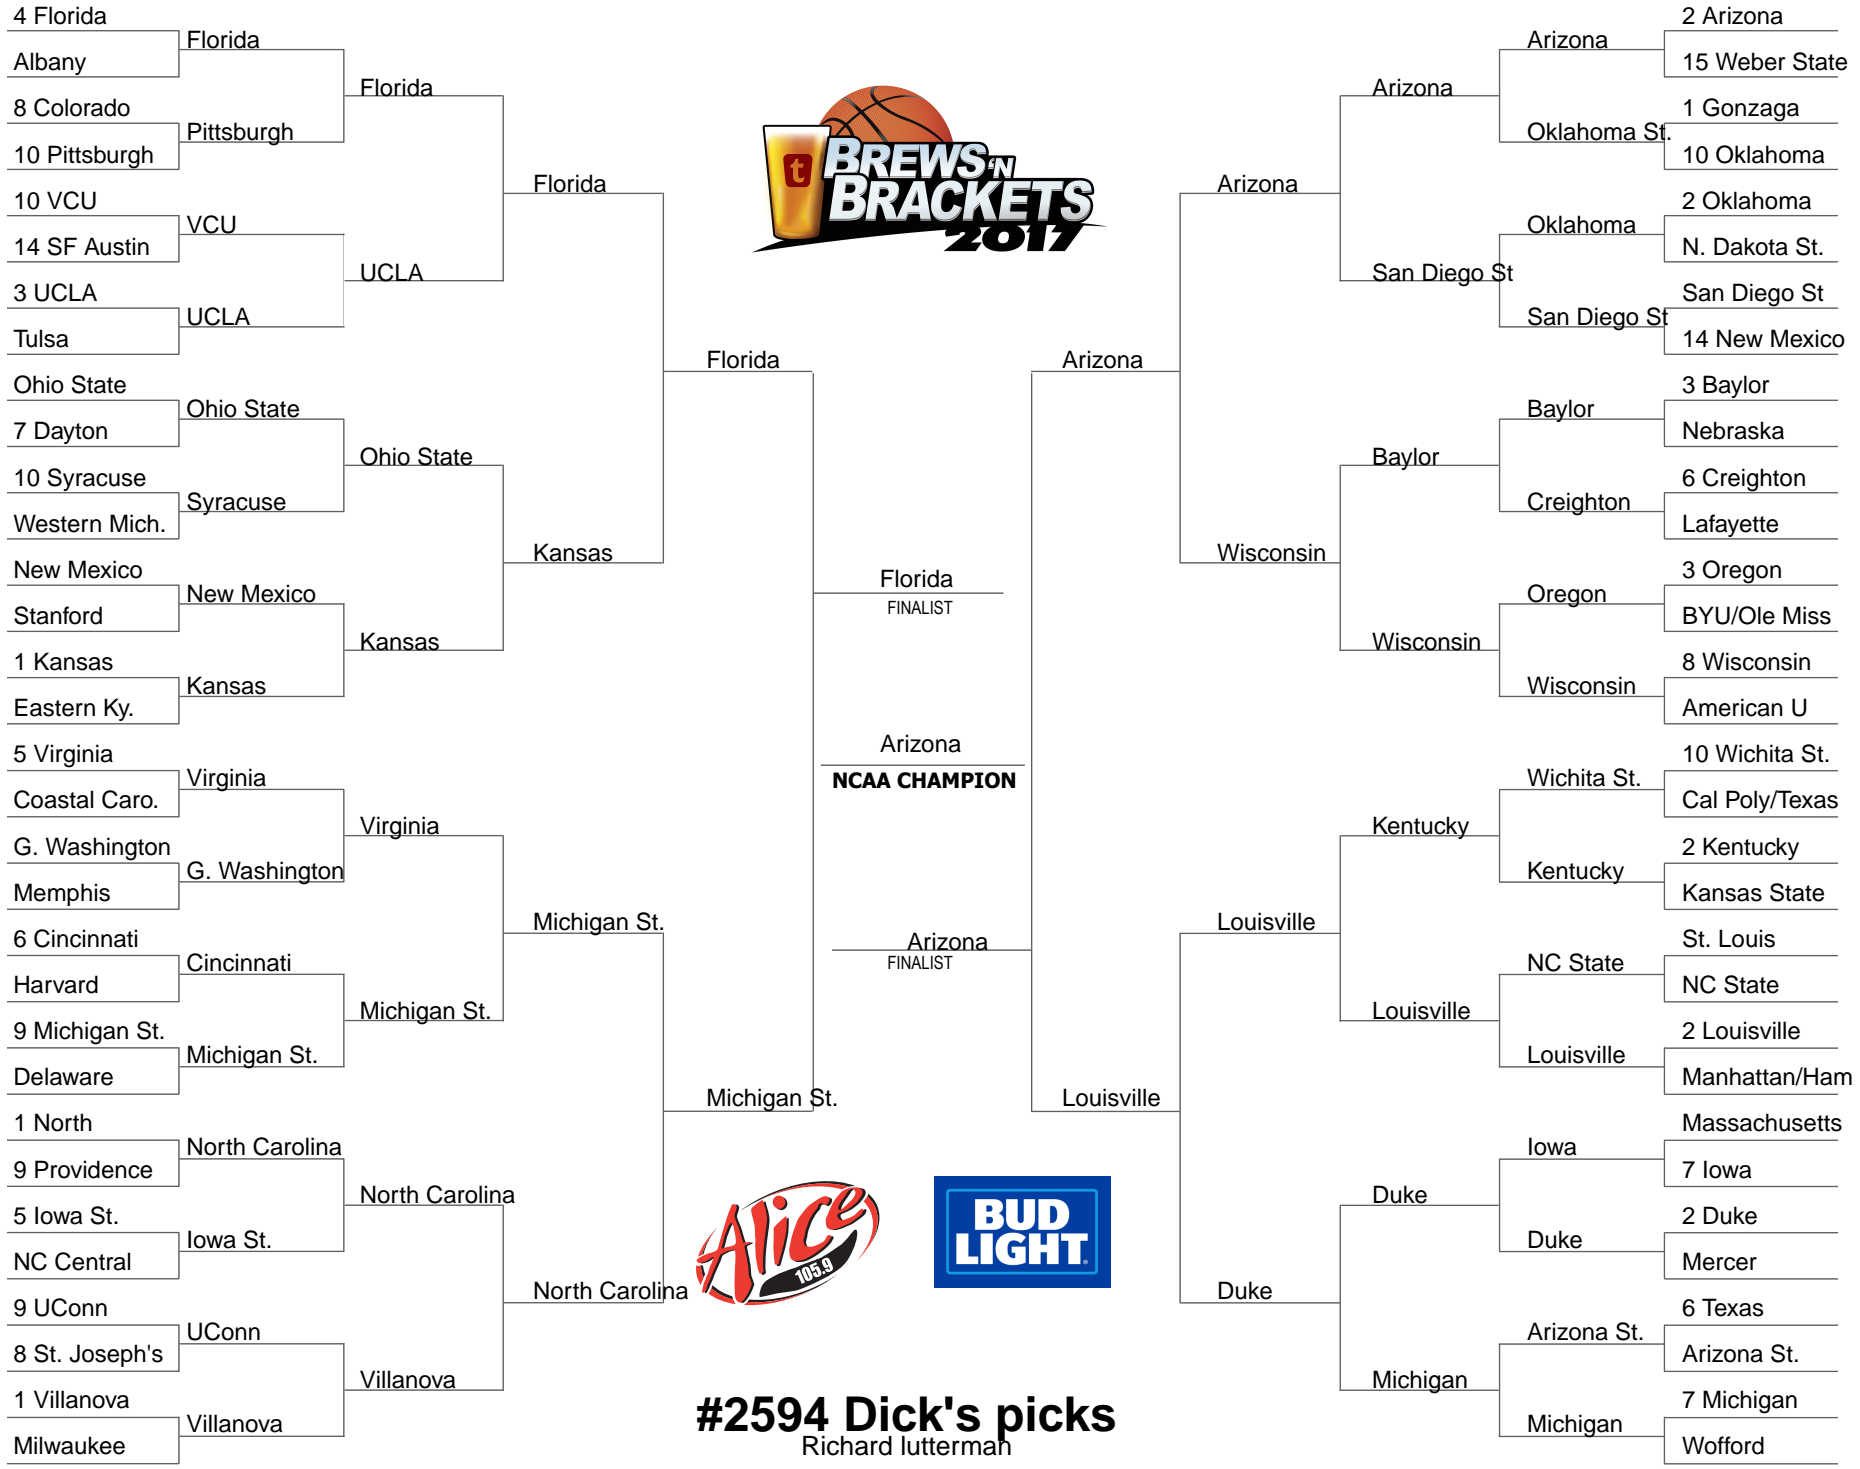 4 Florida
Albany
8 Colorado
10 Pittsburgh
10 VCU
14 SF Austin
3 UCLA
Tulsa
Ohio State
7 Dayton
10 Syracuse
Western Mich.
New Mexico
Stanford
1 Kansas
Eastern Ky.
5 Virginia
Coastal Caro.
G. Washington
Memphis
6 Cincinnati
Harvard
9 Michigan St.
Delaware
1 North
9 Providence
5 Iowa St.
NC Central
9 UConn
8 St. Joseph's
1 Villanova
Milwaukee
Florida
Pittsburgh
VCU
UCLA
Ohio State
Syracuse
New Mexico
Kansas
Virginia
G. Washington
Cincinnati
Michigan St.
North Carolina
Iowa St.
UConn
Villanova
Florida
UCLA
Ohio State
Kansas
Virginia
Michigan St.
North Carolina
Villanova
Florida
Kansas
Michigan St.
North Carolina
Florida
Michigan St.
t
BREWS 'N
BRACKETS
2017
Florida
FINALIST
Arizona
NCAA CHAMPION
Arizona
FINALIST
Alice
105.9
BUD
LIGHT
#2594 Dick's picks
Richard lutterman
Arizona
Louisville
Arizona
Wisconsin
Louisville
Duke
Arizona
San Diego St
Baylor
Wisconsin
Kentucky
Louisville
Duke
Michigan
Arizona
Oklahoma St.
Oklahoma
San Diego St
Baylor
Creighton
Oregon
Wisconsin
Wichita St.
Kentucky
NC State
Louisville
Iowa
Duke
Arizona St.
Michigan
2 Arizona
15 Weber State
1 Gonzaga
10 Oklahoma
2 Oklahoma
N. Dakota St.
San Diego St
14 New Mexico
3 Baylor
Nebraska
6 Creighton
Lafayette
3 Oregon
BYU/Ole Miss
8 Wisconsin
American U
10 Wichita St.
Cal Poly/Texas
2 Kentucky
Kansas State
St. Louis
NC State
2 Louisville
Manhattan/Ham
Massachusetts
7 Iowa
2 Duke
Mercer
6 Texas
Arizona St.
7 Michigan
Wofford